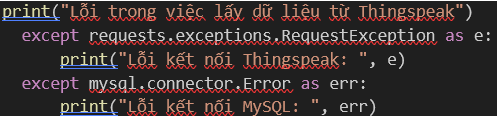 print("Lỗi trong việc lấy dữ liệu từ Thingspeak")
except requests.exceptions.RequestException as e:
print("Lỗi kết nối Thingspeak: ", e)
except mysql.connector.Error as err:
print("Lỗi kết nối MySQL: ", err)